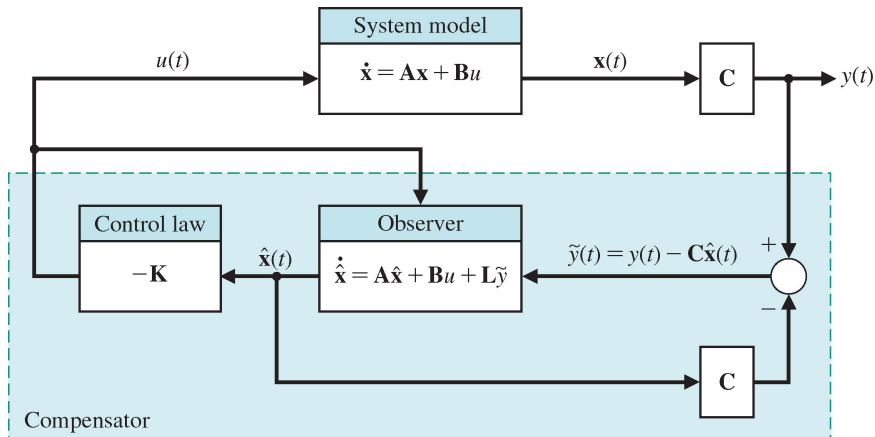 System model
u(t)
ẋ = Ax + Bu
x(t)
C
y(t)
Control law
−K
x̂(t)
Observer
x̂̇ = Ax̂ + Bu + Lỹ
ỹ(t) = y(t) − Cx̂(t)
+
−
C
Compensator